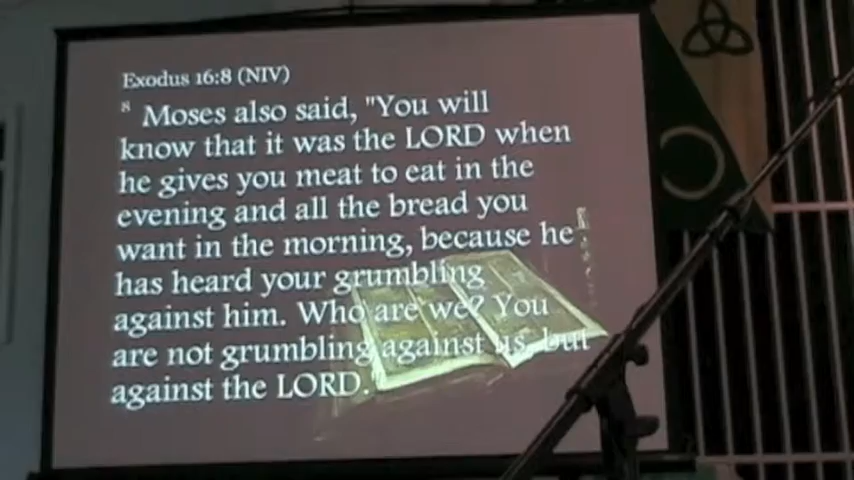 Exodus 16:8 (NIV)
8 Moses also said, "You will
know that it was the LORD when
he gives you meat to eat in the
evening and all the bread you
want in the morning, because he
has heard your grumbling
against him. Who are we? You
are not grumbling against us, but
against the LORD.